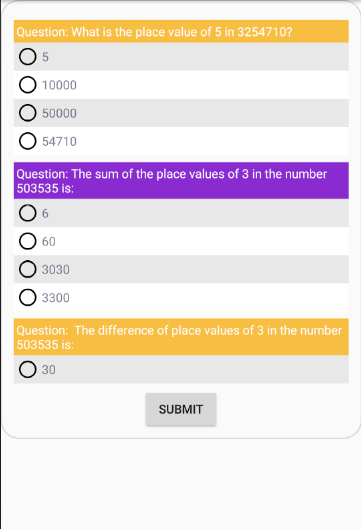 Question: What is the place value of 5 in 3254710?
5
10000
50000
54710
Question: The sum of the place values of 3 in the number
503535 is:
6
60
3030
3300
Question: The difference of place values of 3 in the number
503535 is:
30
SUBMIT